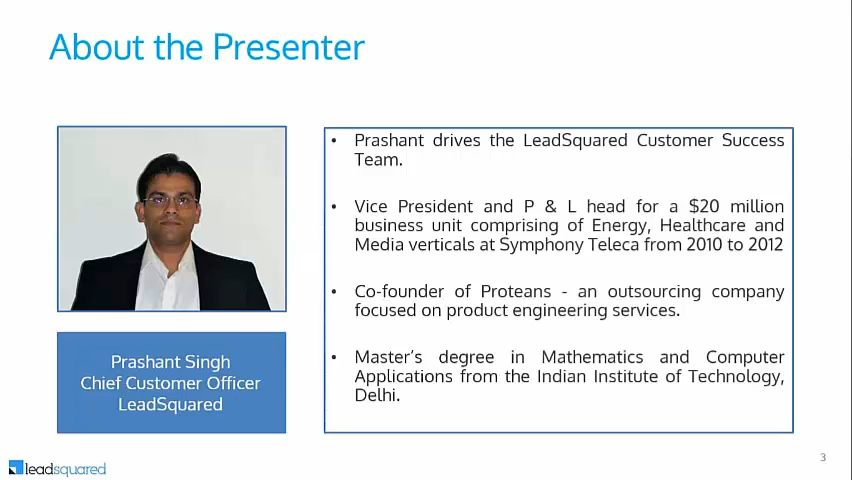 About the Presenter
Prashant Singh
Chief Customer Officer
LeadSquared
• Prashant drives the LeadSquared Customer Success
Team.
• Vice President and P & L head for a $20 million
business unit comprising of Energy, Healthcare and
Media verticals at Symphony Teleca from 2010 to 2012
• Co-founder of Proteans - an outsourcing company
focused on product engineering services.
• Master's degree in Mathematics and Computer
Applications from the Indian Institute of Technology,
Delhi.
leadsquared
3